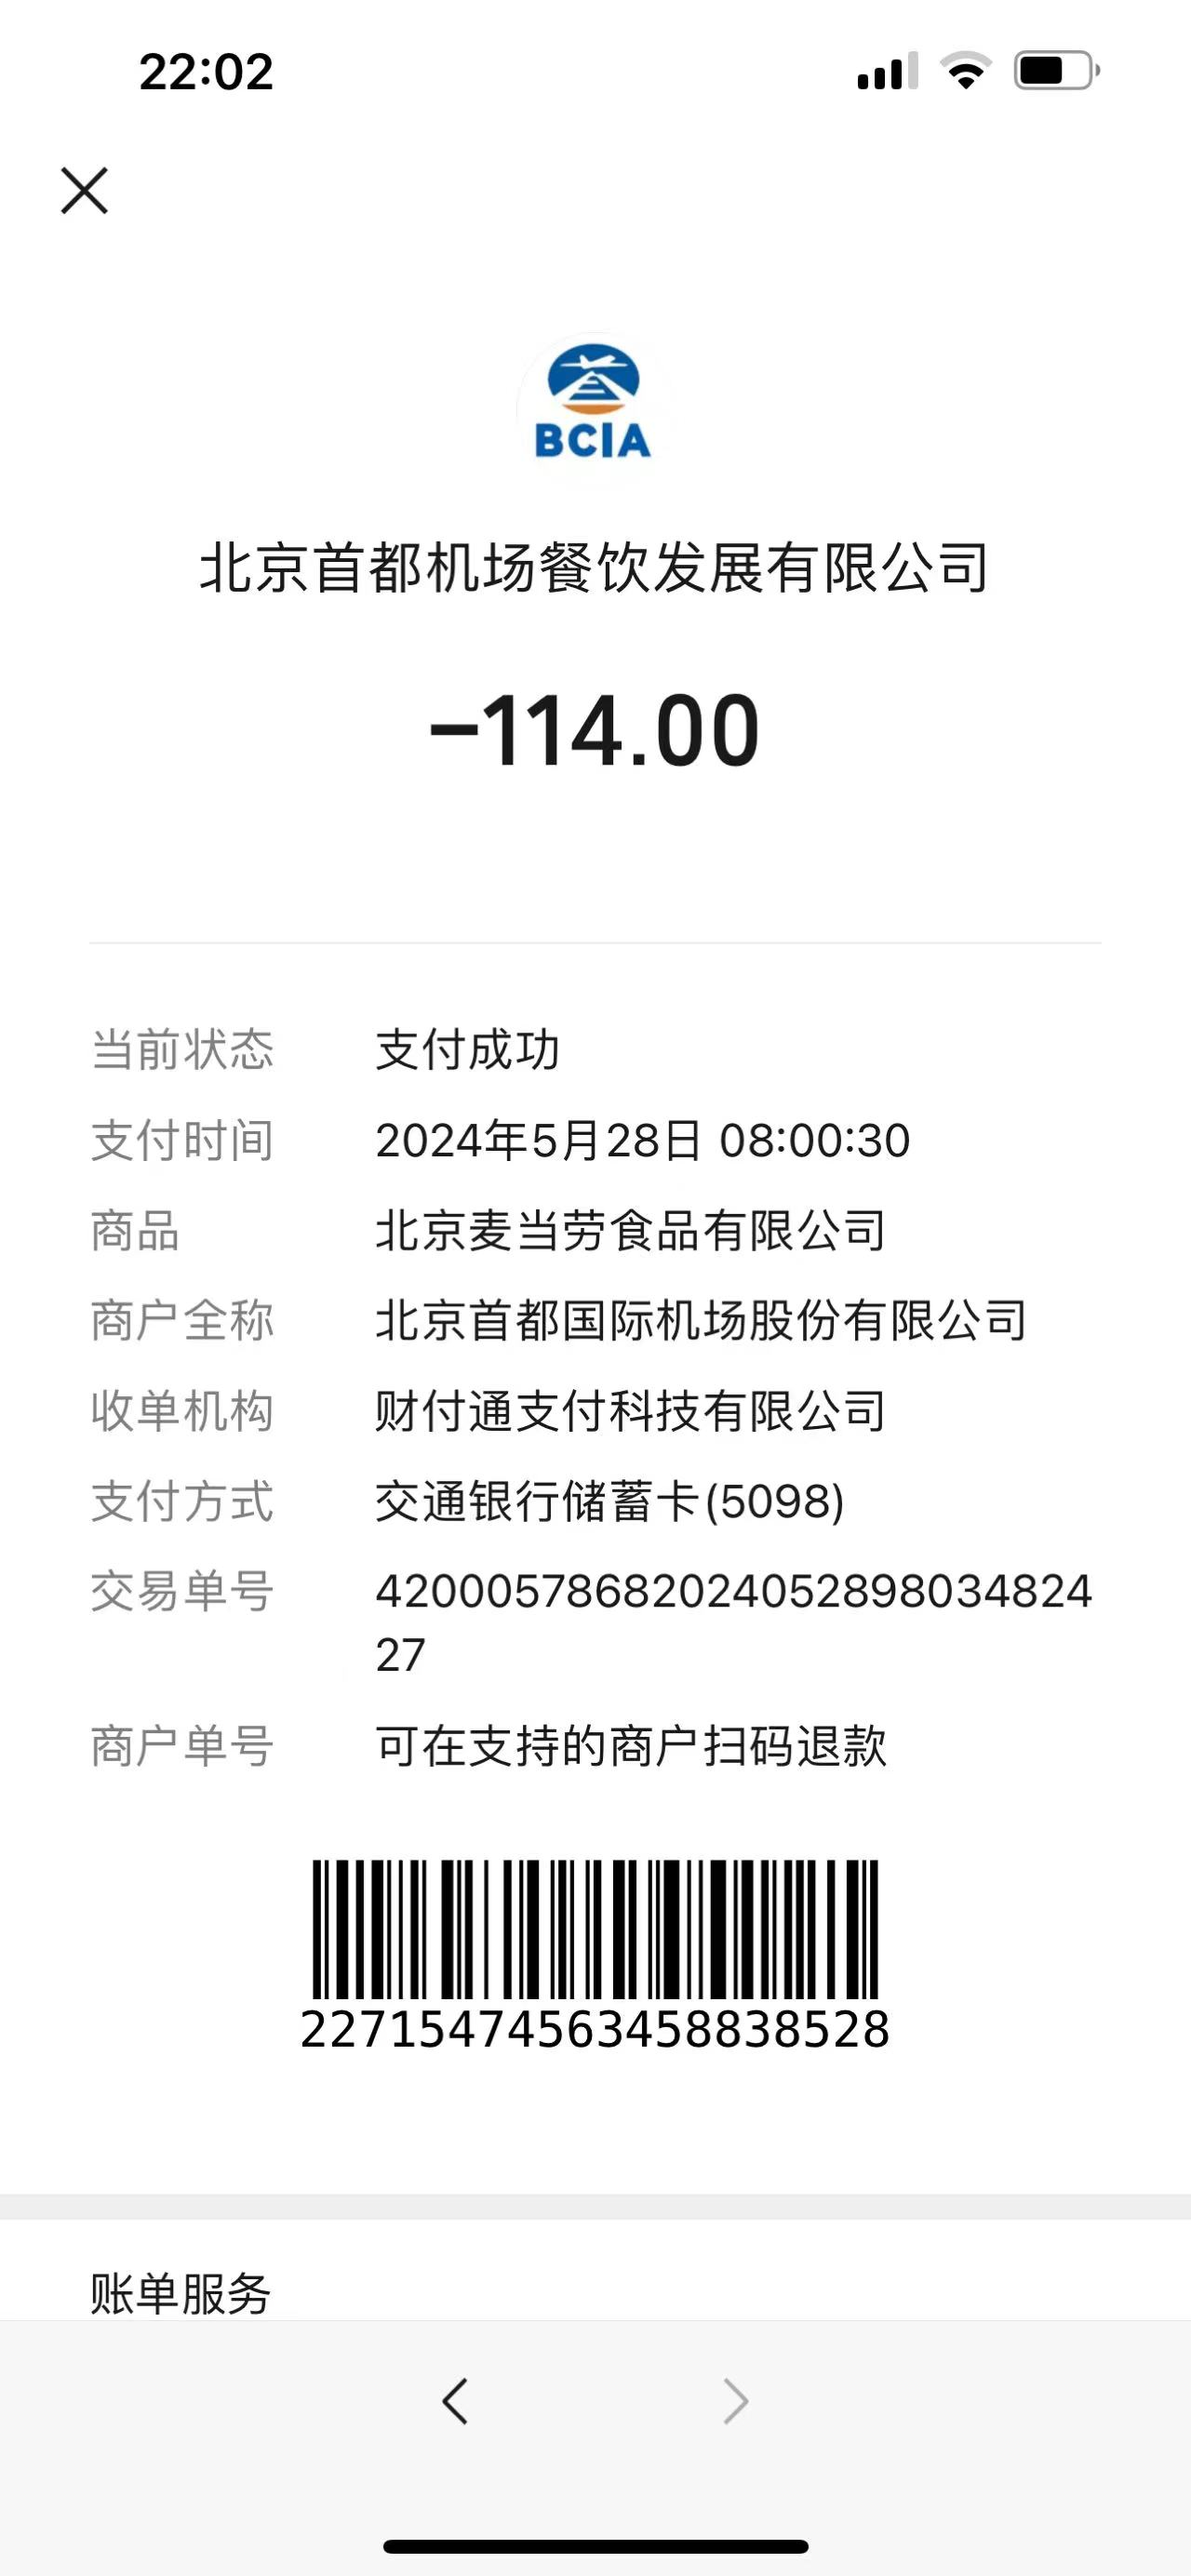 22:02
BCIA
北京首都机场餐饮发展有限公司
-114.00
当前状态 支付成功
支付时间 2024年5月28日 08:00:30
商品 北京麦当劳食品有限公司
商户全称 北京首都国际机场股份有限公司
收单机构 财付通支付科技有限公司
支付方式 交通银行储蓄卡(5098)
交易单号 42000578682024052898034824
27
商户单号 可在支持的商户扫码退款
22715474563458838528
账单服务